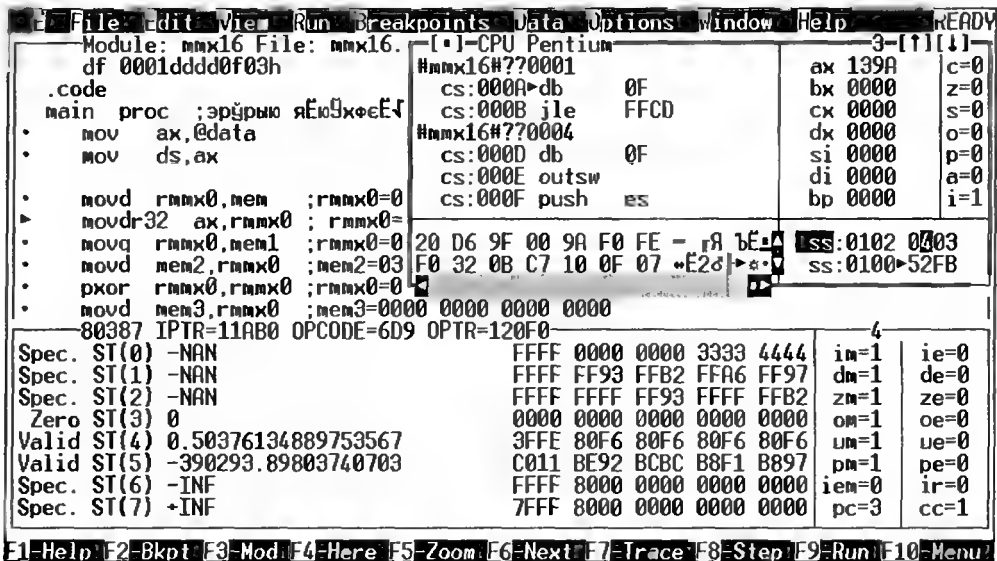 File Edit View Run Breakpoints Data Options Window Help READY
Module: mmx16 File: mmx16.
df 0001dddd0f03h
.code
main proc
mov ax,@data
mov ds,ax
movd rmmx0,mem ;rmmx0=0
movdr32 ax,rmmx0 ; rmmx0=
movq rmmx0,mem1 ;rmmx0=0
movd mem2,rmmx0 ;mem2=03
pxor rmmx0,rmmx0 ;rmmx0=0
movd mem3,rmmx0 ;mem3=0000 0000 0000 0000
[▪]-CPU Pentium 3-[↑][↓]
#mmx16#??0001
cs:000A►db 0F
cs:000B jle FFCD
#mmx16#??0004
cs:000D db 0F
cs:000E outsw
cs:000F push es
ax 139A c=0
bx 0000 z=0
cx 0000 s=0
dx 0000 o=0
si 0000 p=0
di 0000 a=0
bp 0000 i=1
20 D6 9F 00 9A F0 FE
F0 32 0B C7 10 0F 07
ss:0102 0403
ss:0100►52FB
80387 IPTR=11AB0 OPCODE=6D9 OPTR=120F0 4
Spec. ST(0) -NAN FFFF 0000 0000 3333 4444 im=1 ie=0
Spec. ST(1) -NAN FFFF FF93 FFB2 FFA6 FF97 dm=1 de=0
Spec. ST(2) -NAN FFFF FFFF FF93 FFFF FFB2 zm=1 ze=0
Zero ST(3) 0 0000 0000 0000 0000 0000 om=1 oe=0
Valid ST(4) 0.50376134889753567 3FFE 80F6 80F6 80F6 80F6 um=1 ue=0
Valid ST(5) -390293.89803740703 C011 BE92 BCBC B8F1 B897 pm=1 pe=0
Spec. ST(6) -INF FFFF 8000 0000 0000 0000 iem=0 ir=0
Spec. ST(7) +INF 7FFF 8000 0000 0000 0000 pc=3 cc=1
F1-Help F2-Bkpt F3-Mod F4-Here F5-Zoom F6-Next F7-Trace F8-Step F9-Run F10-Menu